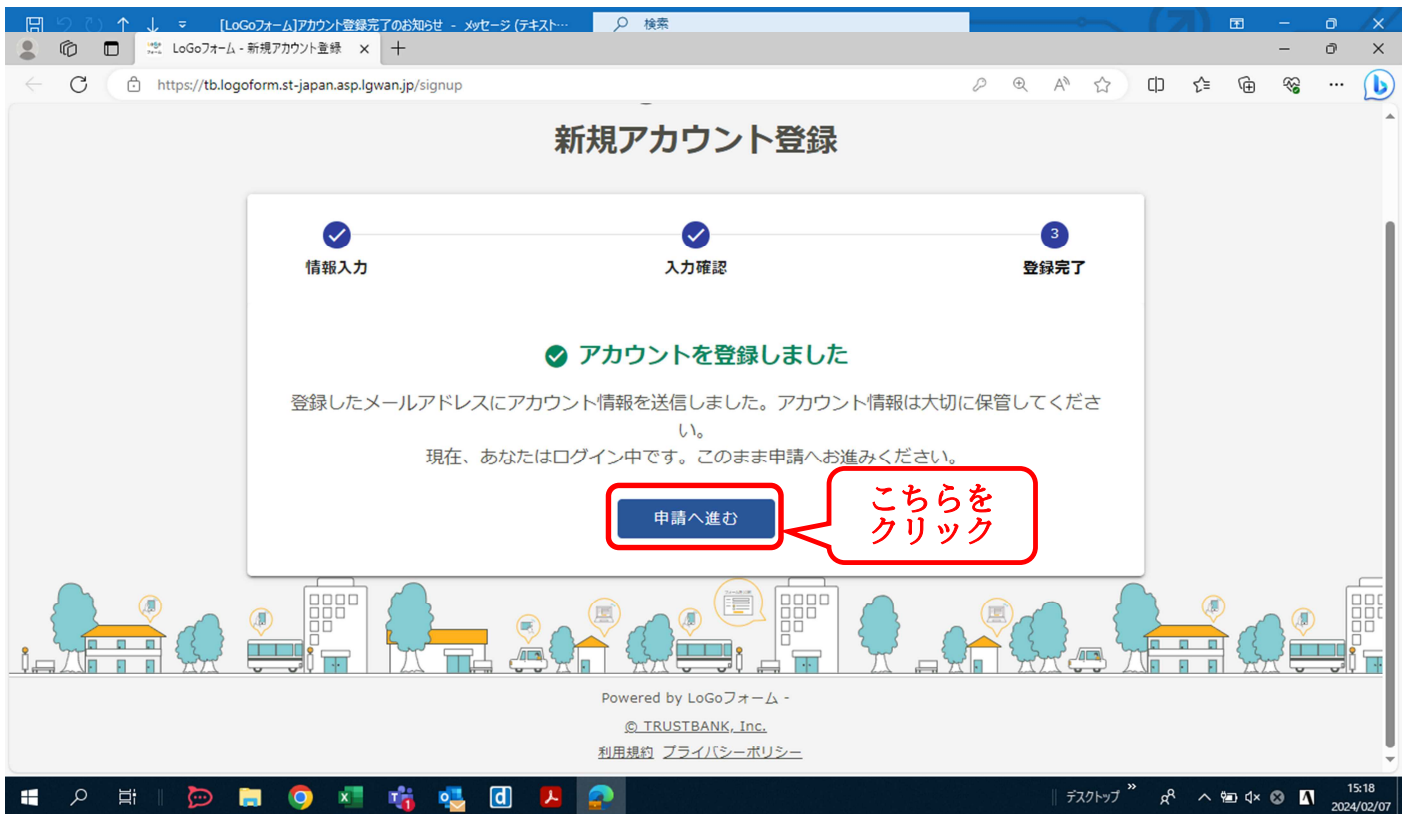 [LoGoフォーム]アカウント登録完了のお知らせ - メッセージ (テキスト…
検索
LoGoフォーム - 新規アカウント登録
https://tb.logoform.st-japan.asp.lgwan.jp/signup
新規アカウント登録
3
情報入力
入力確認
登録完了
アカウントを登録しました
登録したメールアドレスにアカウント情報を送信しました。アカウント情報は大切に保管してくださ
い。
現在、あなたはログイン中です。このまま申請へお進みください。
申請へ進む
こちらを
クリック
Powered by LoGoフォーム -
© TRUSTBANK, Inc.
利用規約 プライバシーポリシー
デスクトップ
15:18
2024/02/07